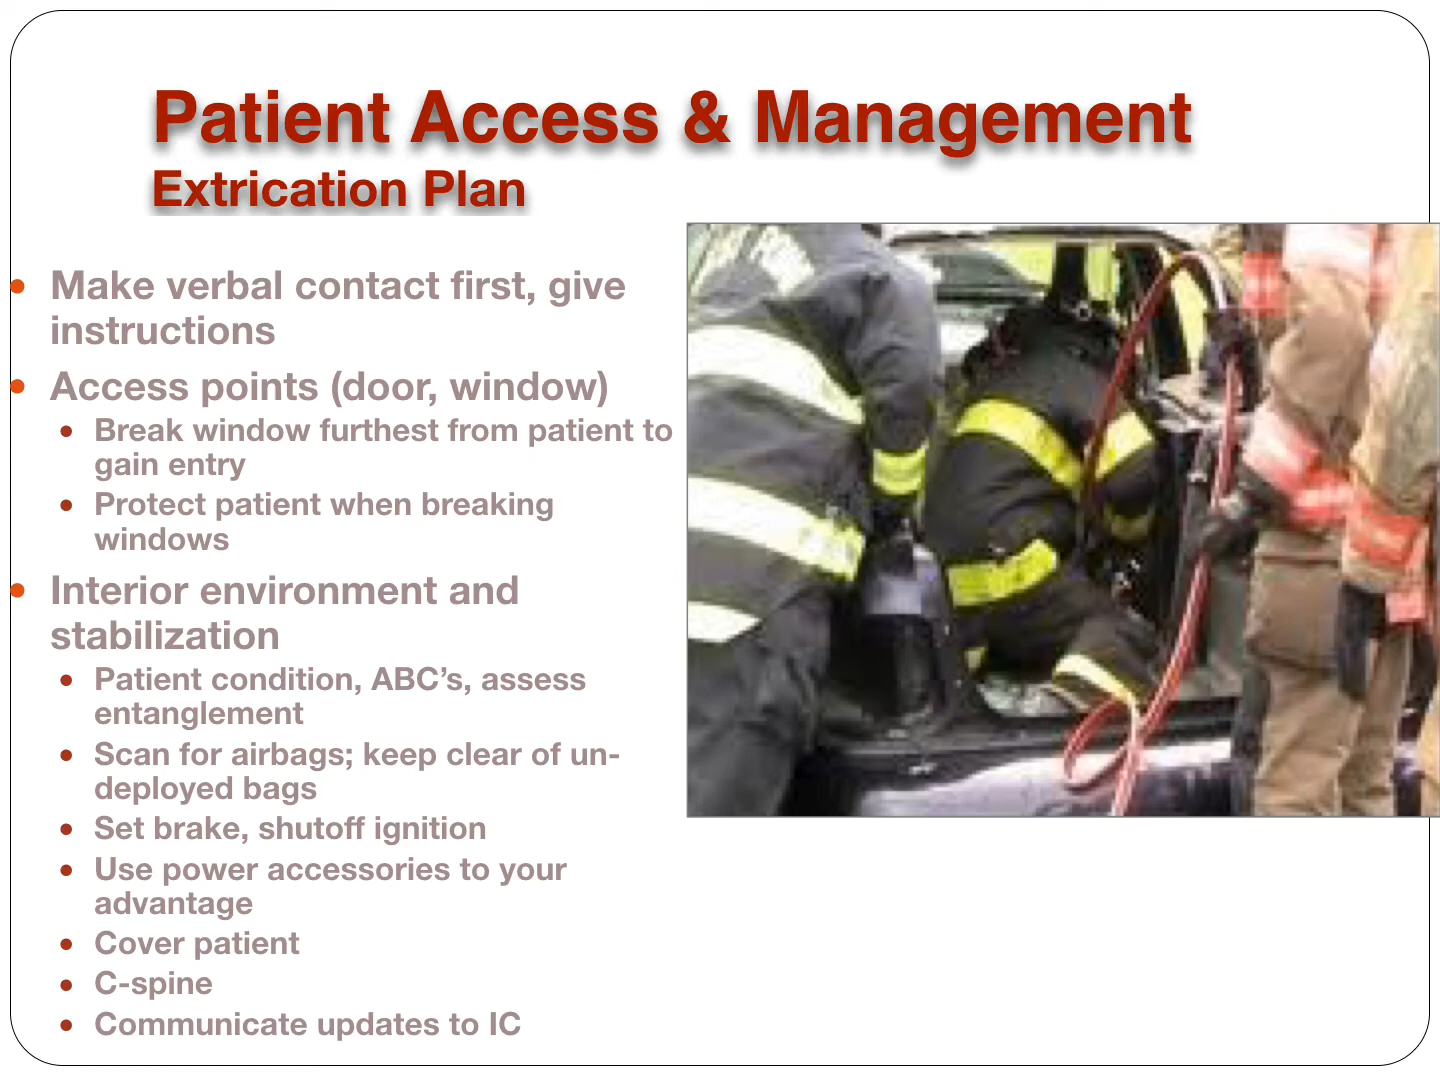 Patient Access & Management
Extrication Plan
• Make verbal contact first, give
instructions
• Access points (door, window)
• Break window furthest from patient to
gain entry
• Protect patient when breaking
windows
• Interior environment and
stabilization
• Patient condition, ABC’s, assess
entanglement
• Scan for airbags; keep clear of un-
deployed bags
• Set brake, shutoff ignition
• Use power accessories to your
advantage
• Cover patient
• C-spine
• Communicate updates to IC